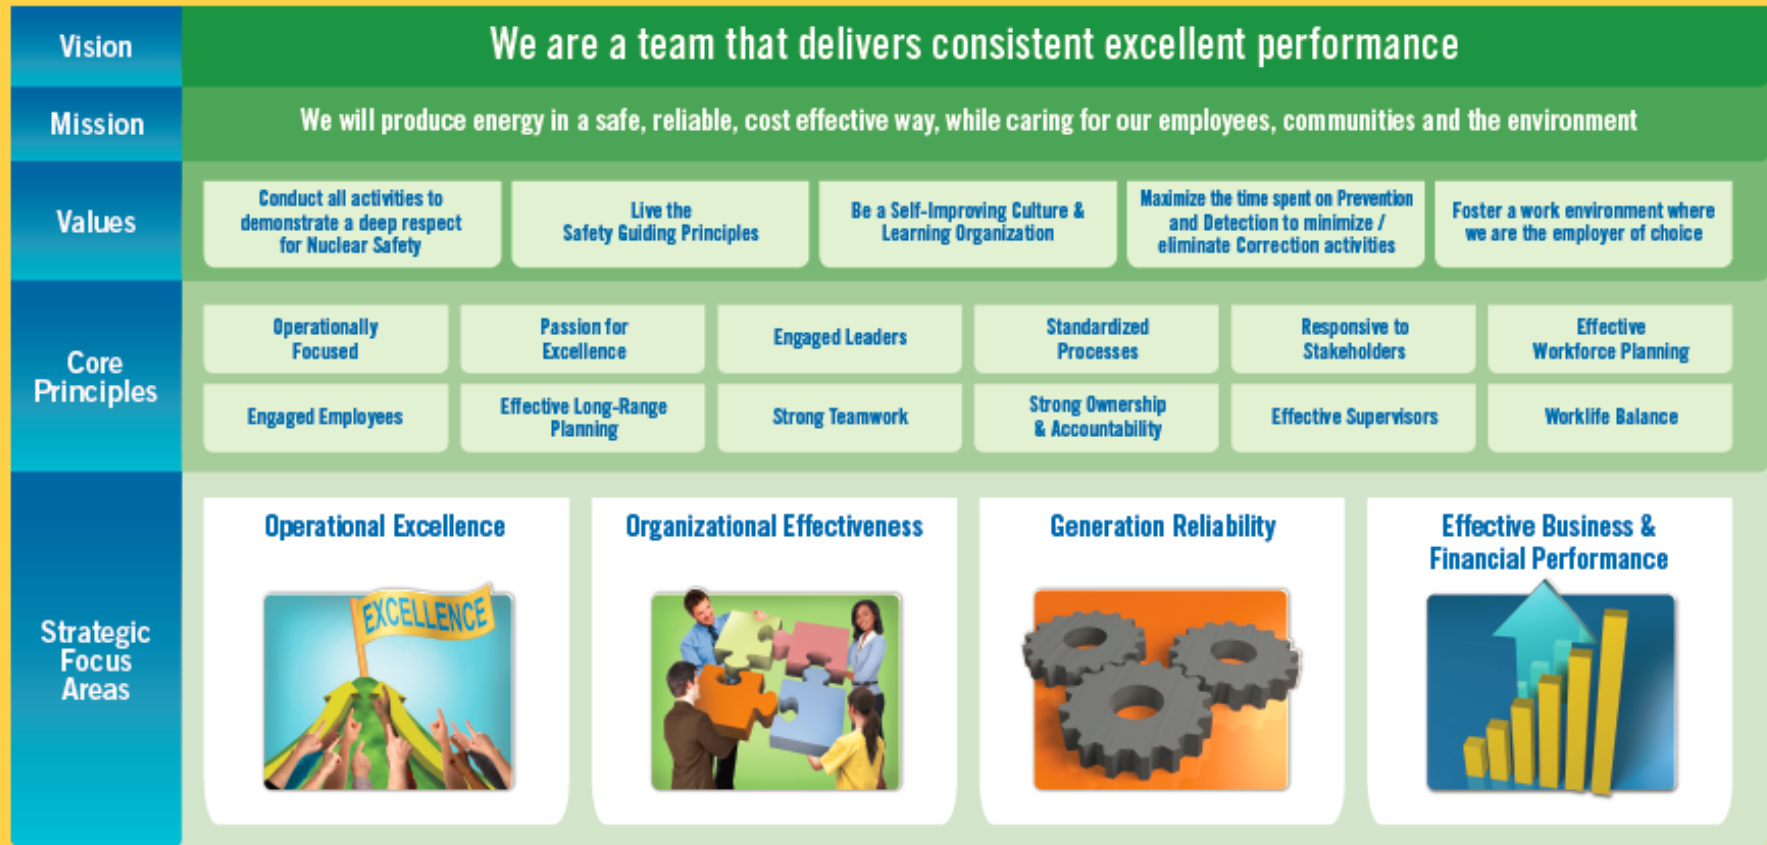 Vision
We are a team that delivers consistent excellent performance
Mission
We will produce energy in a safe, reliable, cost effective way, while caring for our employees, communities and the environment
Values
Conduct all activities to
demonstrate a deep respect
for Nuclear Safety
Live the
Safety Guiding Principles
Be a Self-Improving Culture &
Learning Organization
Maximize the time spent on Prevention
and Detection to minimize /
eliminate Correction activities
Foster a work environment where
we are the employer of choice
Core
Principles
Operationally
Focused
Passion for
Excellence
Engaged Leaders
Standardized
Processes
Responsive to
Stakeholders
Effective
Workforce Planning
Engaged Employees
Effective Long-Range
Planning
Strong Teamwork
Strong Ownership
& Accountability
Effective Supervisors
Worklife Balance
Strategic
Focus
Areas
Operational Excellence
EXCELLENCE
Organizational Effectiveness
Generation Reliability
Effective Business &
Financial Performance